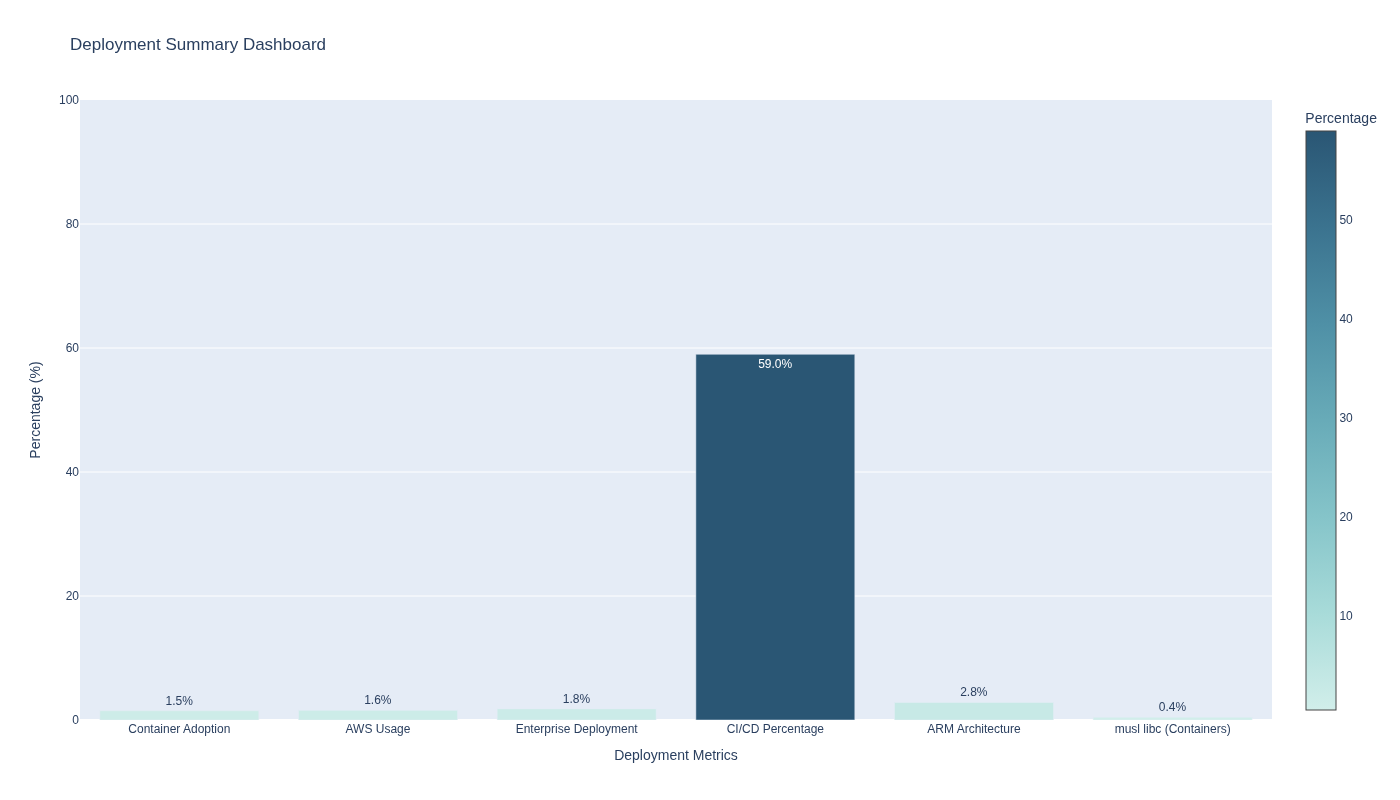 Deployment Summary Dashboard
Percentage (%)
100
80
60
40
20
0
1.5%
1.6%
1.8%
59.0%
2.8%
0.4%
Container Adoption
AWS Usage
Enterprise Deployment
CI/CD Percentage
ARM Architecture
musl libc (Containers)
Deployment Metrics
Percentage
50
40
30
20
10